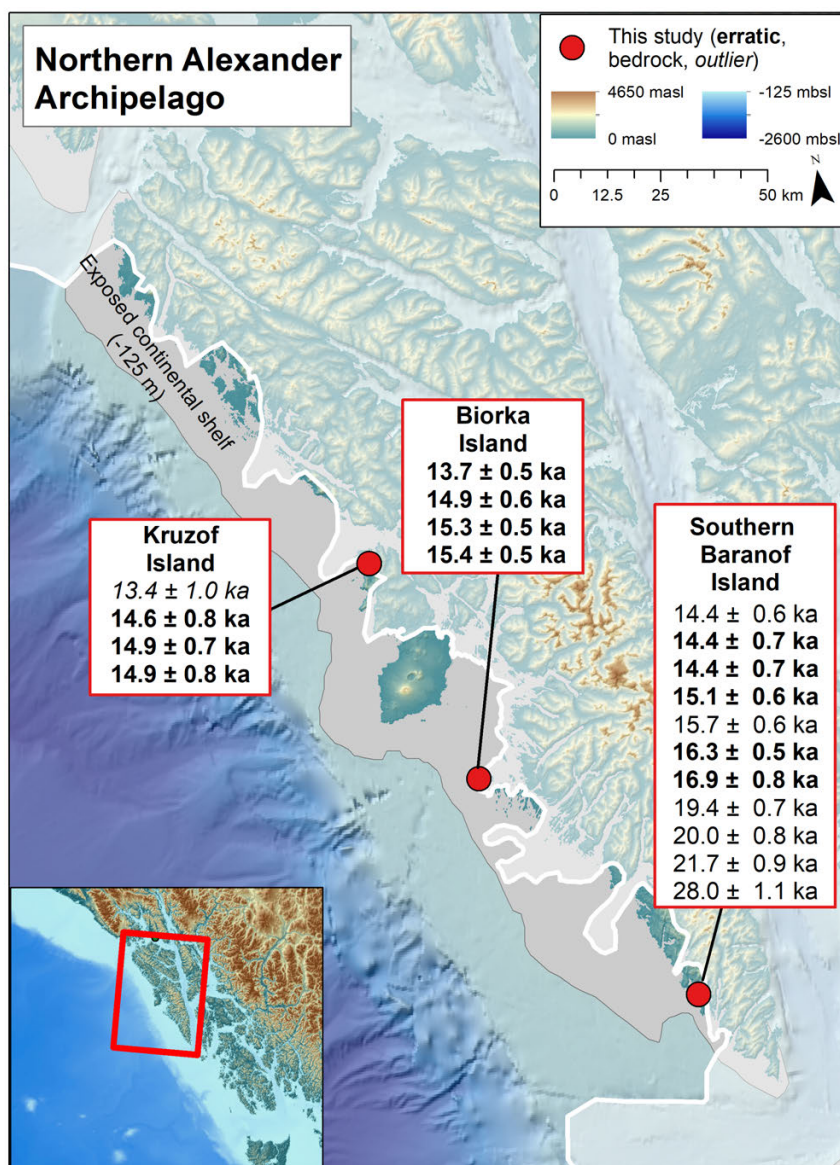 Northern Alexander
Archipelago
This study (erratic,
bedrock, outlier)
4650 masl
0 masl
-125 mbsl
-2600 mbsl
N
0 12.5 25 50 km
Exposed continental shelf
(-125 m)
Biorka
Island
13.7 ± 0.5 ka
14.9 ± 0.6 ka
15.3 ± 0.5 ka
15.4 ± 0.5 ka
Kruzof
Island
13.4 ± 1.0 ka
14.6 ± 0.8 ka
14.9 ± 0.7 ka
14.9 ± 0.8 ka
Southern
Baranof
Island
14.4 ± 0.6 ka
14.4 ± 0.7 ka
14.4 ± 0.7 ka
15.1 ± 0.6 ka
15.7 ± 0.6 ka
16.3 ± 0.5 ka
16.9 ± 0.8 ka
19.4 ± 0.7 ka
20.0 ± 0.8 ka
21.7 ± 0.9 ka
28.0 ± 1.1 ka